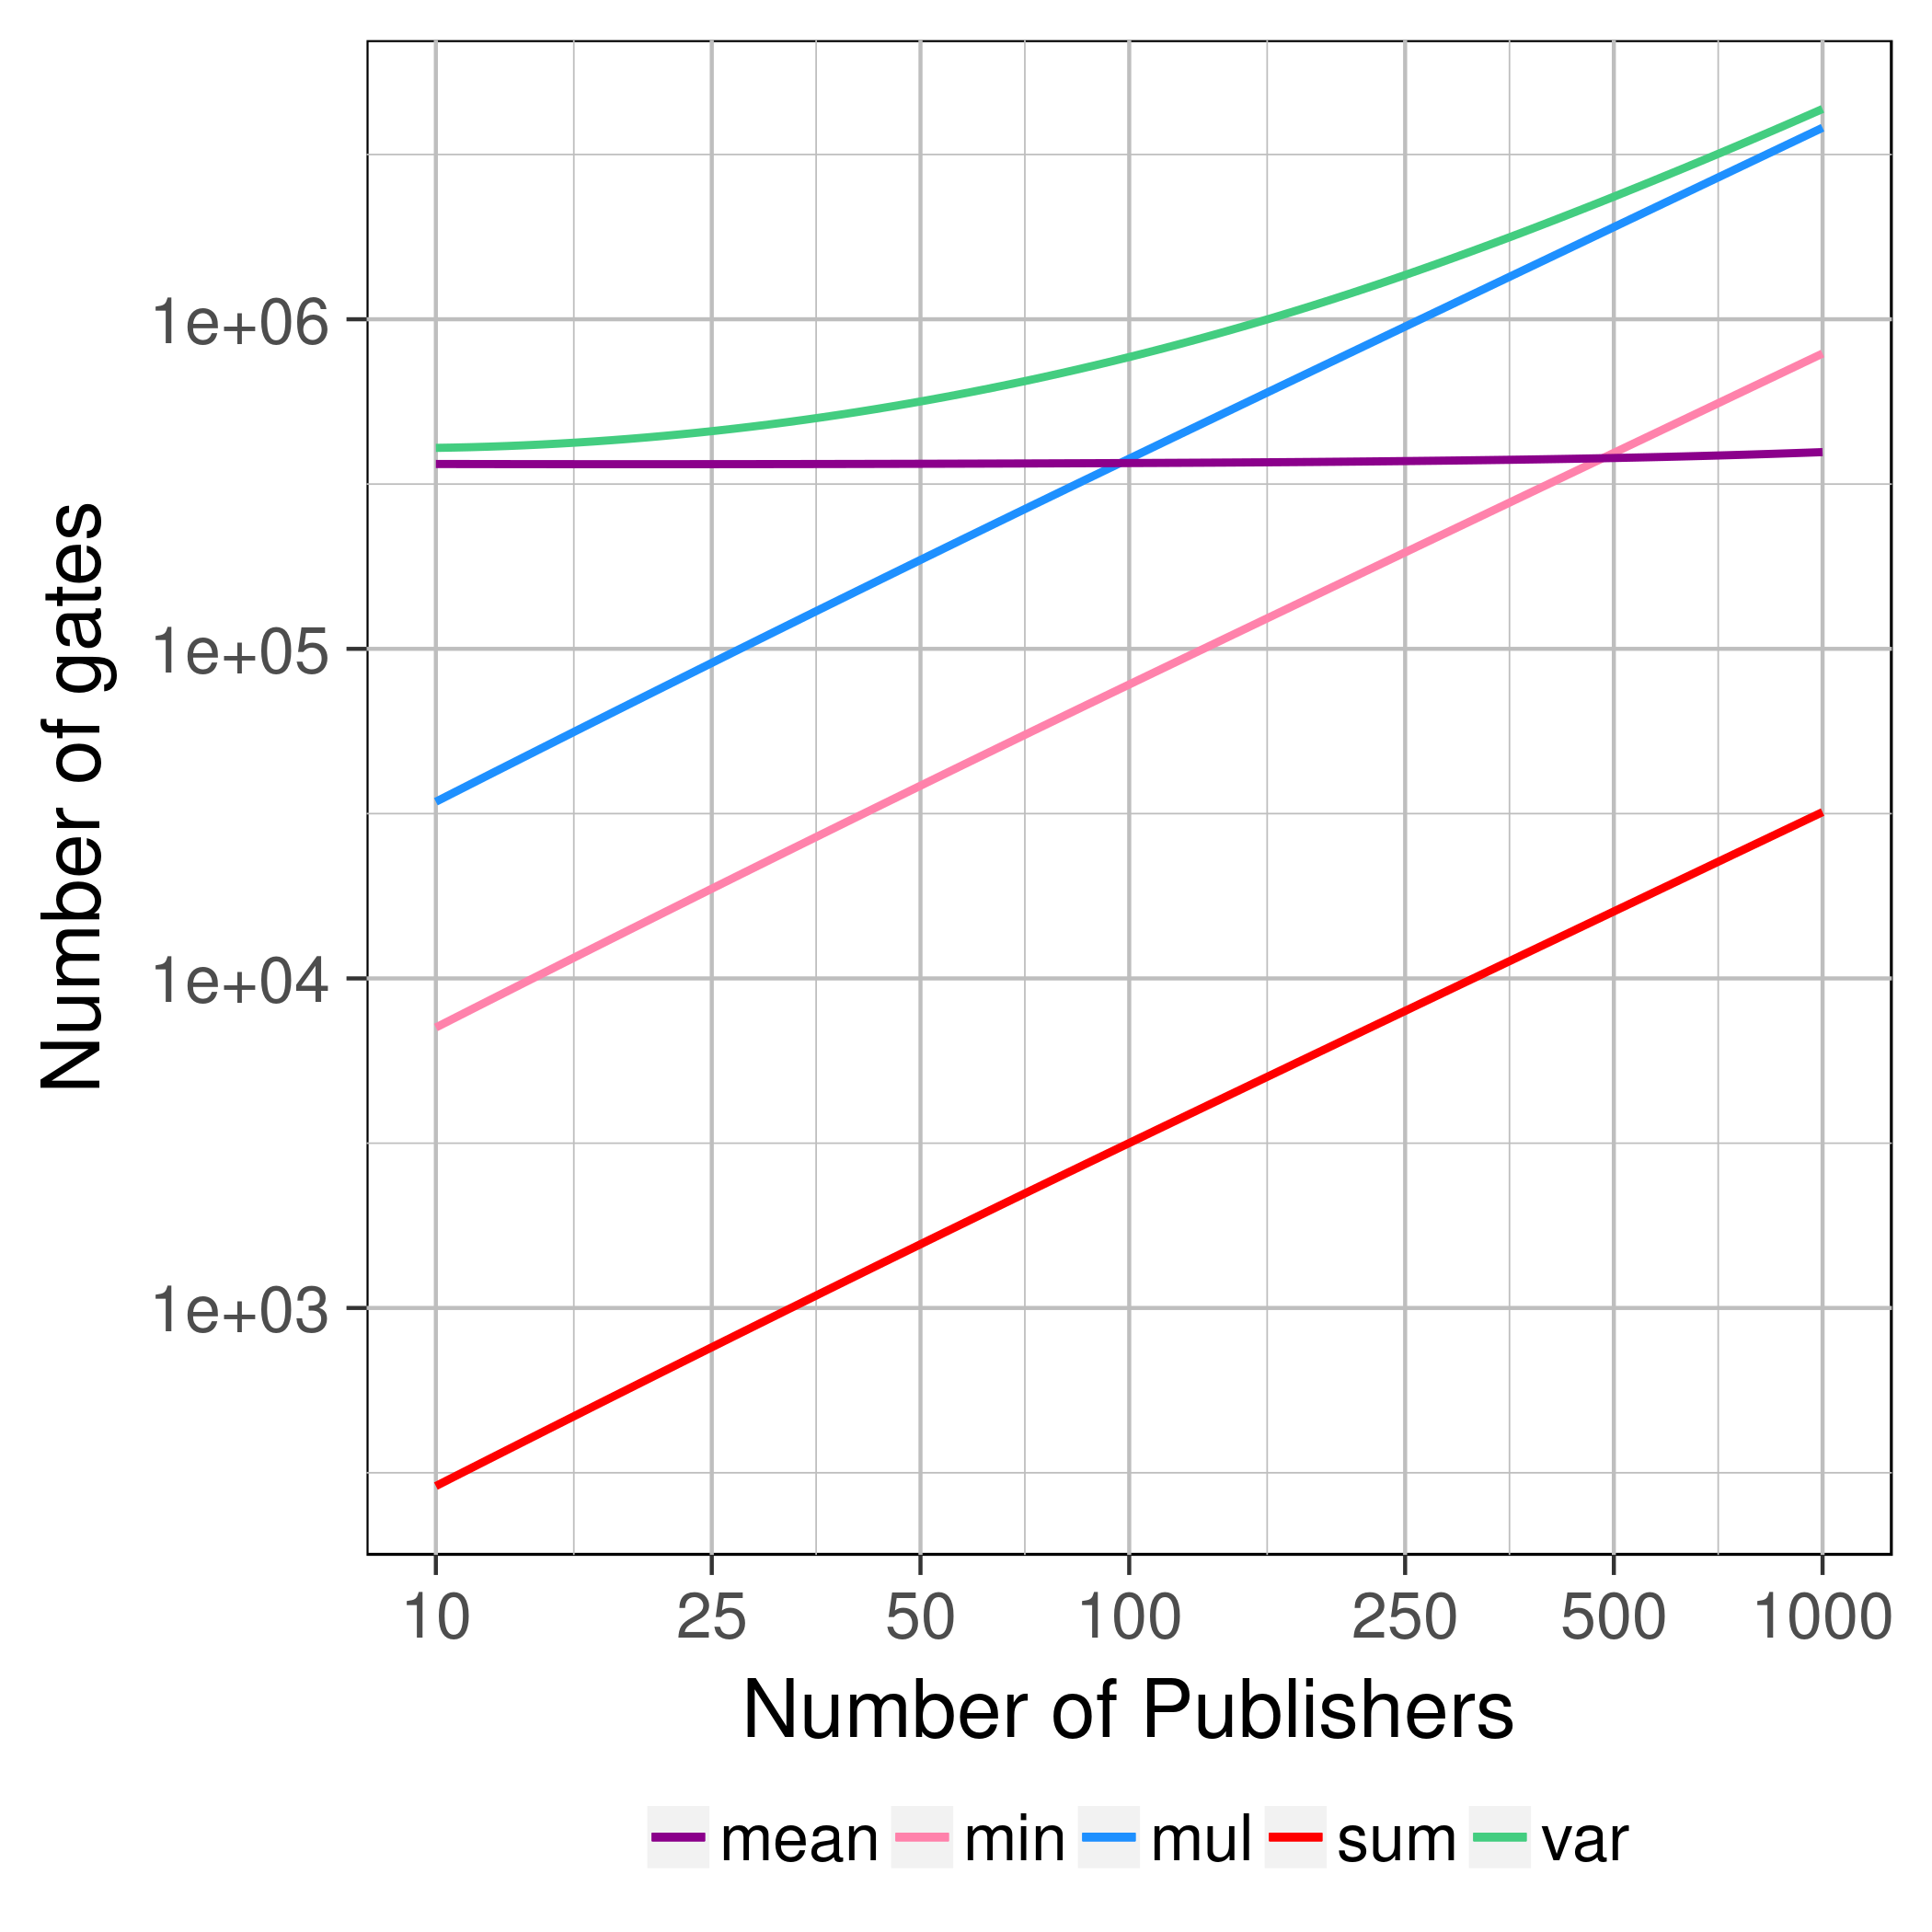 Number of gates
1e+06
1e+05
1e+04
1e+03
10 25 50 100 250 500 1000
Number of Publishers
mean min mul sum var